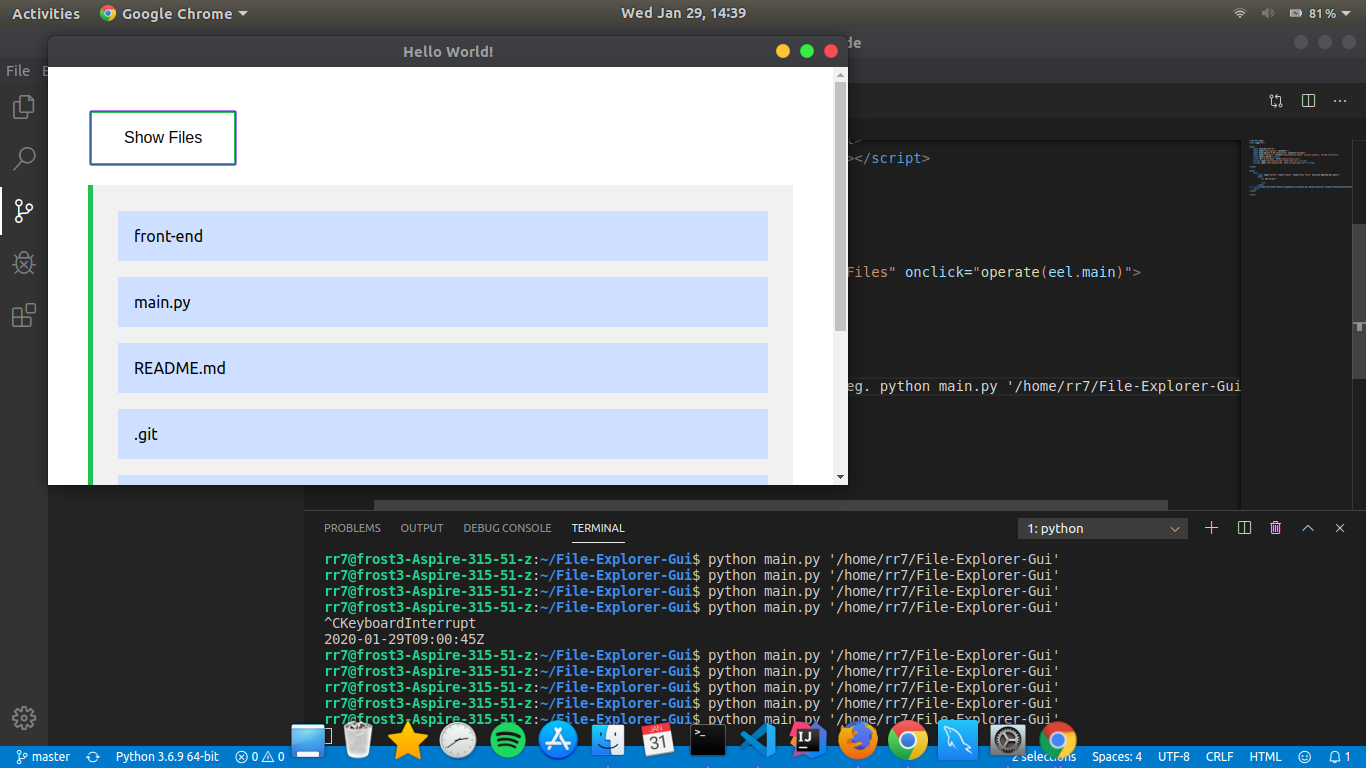 Activities Google Chrome Wed Jan 29, 14:39 81%
Hello World! de
File E
Show Files
front-end
main.py
README.md
.git
></script>
Files" onclick="operate(eel.main)">
eg. python main.py '/home/rr7/File-Explorer-Gui
PROBLEMS OUTPUT DEBUG CONSOLE TERMINAL 1: python
rr7@frost3-Aspire-315-51-z:~/File-Explorer-Gui$ python main.py '/home/rr7/File-Explorer-Gui'
rr7@frost3-Aspire-315-51-z:~/File-Explorer-Gui$ python main.py '/home/rr7/File-Explorer-Gui'
rr7@frost3-Aspire-315-51-z:~/File-Explorer-Gui$ python main.py '/home/rr7/File-Explorer-Gui'
rr7@frost3-Aspire-315-51-z:~/File-Explorer-Gui$ python main.py '/home/rr7/File-Explorer-Gui'
^CKeyboardInterrupt
2020-01-29T09:00:45Z
rr7@frost3-Aspire-315-51-z:~/File-Explorer-Gui$ python main.py '/home/rr7/File-Explorer-Gui'
rr7@frost3-Aspire-315-51-z:~/File-Explorer-Gui$ python main.py '/home/rr7/File-Explorer-Gui'
rr7@frost3-Aspire-315-51-z:~/File-Explorer-Gui$ python main.py '/home/rr7/File-Explorer-Gui'
rr7@frost3-Aspire-315-51-z:~/File-Explorer-Gui$ python main.py '/home/rr7/File-Explorer-Gui'
rr7@frost3-Aspire-315-51-z:~/File-Explorer-Gui$ python main.py '/home/rr7/File-Explorer-Gui'
JAN
31
>_
IJ
master Python 3.6.9 64-bit 0 0 2 selections Spaces: 4 UTF-8 CRLF HTML 1